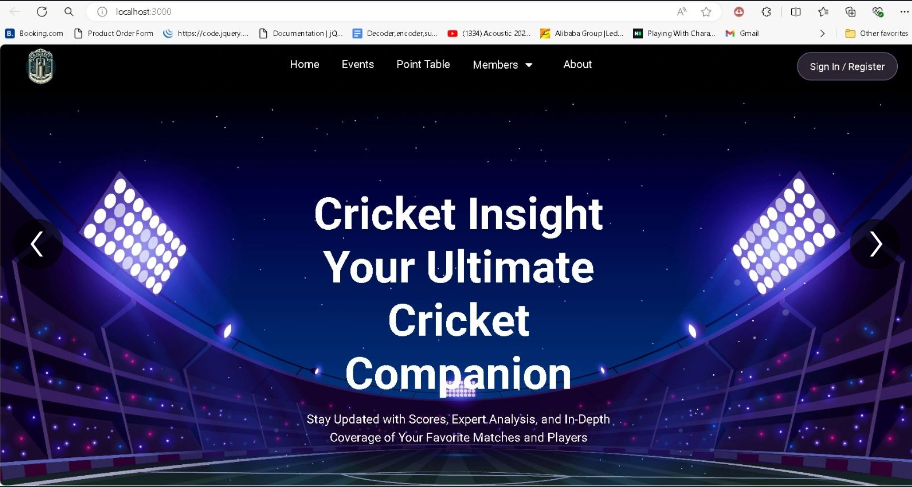 localhost:3000
Booking.com Product Order Form https://code.jquery.... Documentation | jQ... Decoder,encoder,su... (1334) Acoustic 202... Alibaba Group |Led... Playing With Chara... Gmail Other favorites
Home Events Point Table Members About Sign In / Register
Cricket Insight
Your Ultimate
Cricket
Companion
Stay Updated with Scores, Expert Analysis, and In-Depth
Coverage of Your Favorite Matches and Players